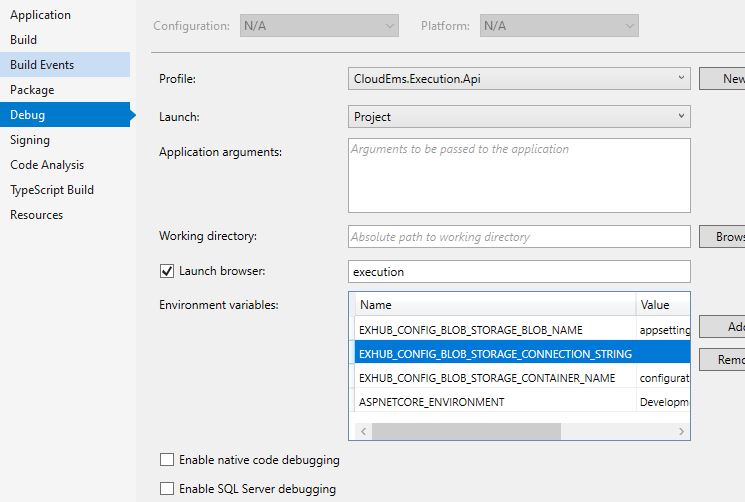 Application
Build
Build Events
Package
Debug
Signing
Code Analysis
TypeScript Build
Resources
Configuration: N/A Platform: N/A
Profile: CloudEms.Execution.Api New
Launch: Project
Application arguments: Arguments to be passed to the application
Working directory: Absolute path to working directory Brows
Launch browser: execution
Environment variables: Name Value
EXHUB_CONFIG_BLOB_STORAGE_BLOB_NAME appsetting
Add
EXHUB_CONFIG_BLOB_STORAGE_CONNECTION_STRING
Remo
EXHUB_CONFIG_BLOB_STORAGE_CONTAINER_NAME configurat
ASPNETCORE_ENVIRONMENT Developm
Enable native code debugging
Enable SQL Server debugging